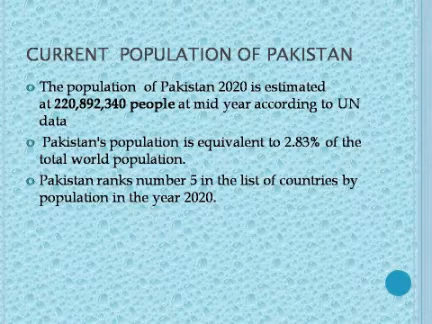 CURRENT POPULATION OF PAKISTAN
The population of Pakistan 2020 is estimated
at 220,892,340 people at mid year according to UN
data
Pakistan's population is equivalent to 2.83% of the
total world population.
Pakistan ranks number 5 in the list of countries by
population in the year 2020.